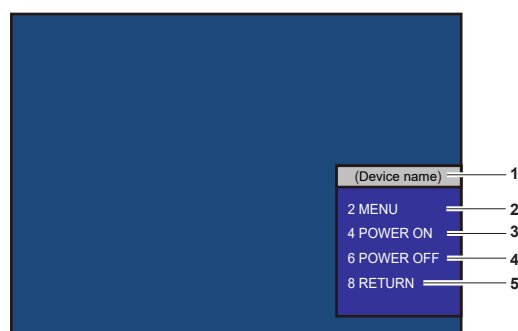 (Device name) 1
2 MENU 2
4 POWER ON 3
6 POWER OFF 4
8 RETURN 5